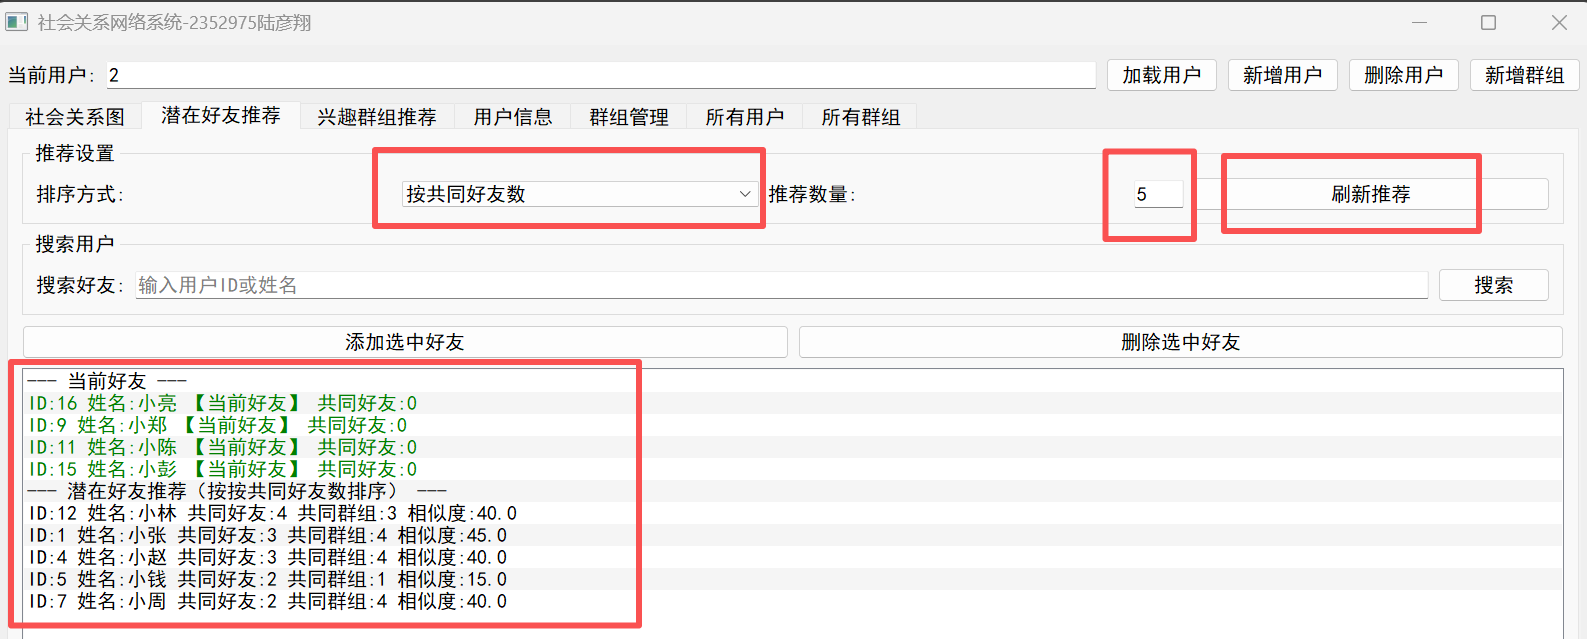 社会关系网络系统-2352975陆彦翔
当前用户: 2 加载用户 新增用户 删除用户 新增群组
社会关系图 潜在好友推荐 兴趣群组推荐 用户信息 群组管理 所有用户 所有群组
推荐设置
排序方式: 按共同好友数 推荐数量: 5 刷新推荐
搜索用户
搜索好友: 输入用户ID或姓名 搜索
添加选中好友 删除选中好友
--- 当前好友 ---
ID:16 姓名:小亮 【当前好友】 共同好友:0
ID:9 姓名:小郑 【当前好友】 共同好友:0
ID:11 姓名:小陈 【当前好友】 共同好友:0
ID:15 姓名:小彭 【当前好友】 共同好友:0
--- 潜在好友推荐（按按共同好友数排序） ---
ID:12 姓名:小林 共同好友:4 共同群组:3 相似度:40.0
ID:1 姓名:小张 共同好友:3 共同群组:4 相似度:45.0
ID:4 姓名:小赵 共同好友:3 共同群组:4 相似度:40.0
ID:5 姓名:小钱 共同好友:2 共同群组:1 相似度:15.0
ID:7 姓名:小周 共同好友:2 共同群组:4 相似度:40.0